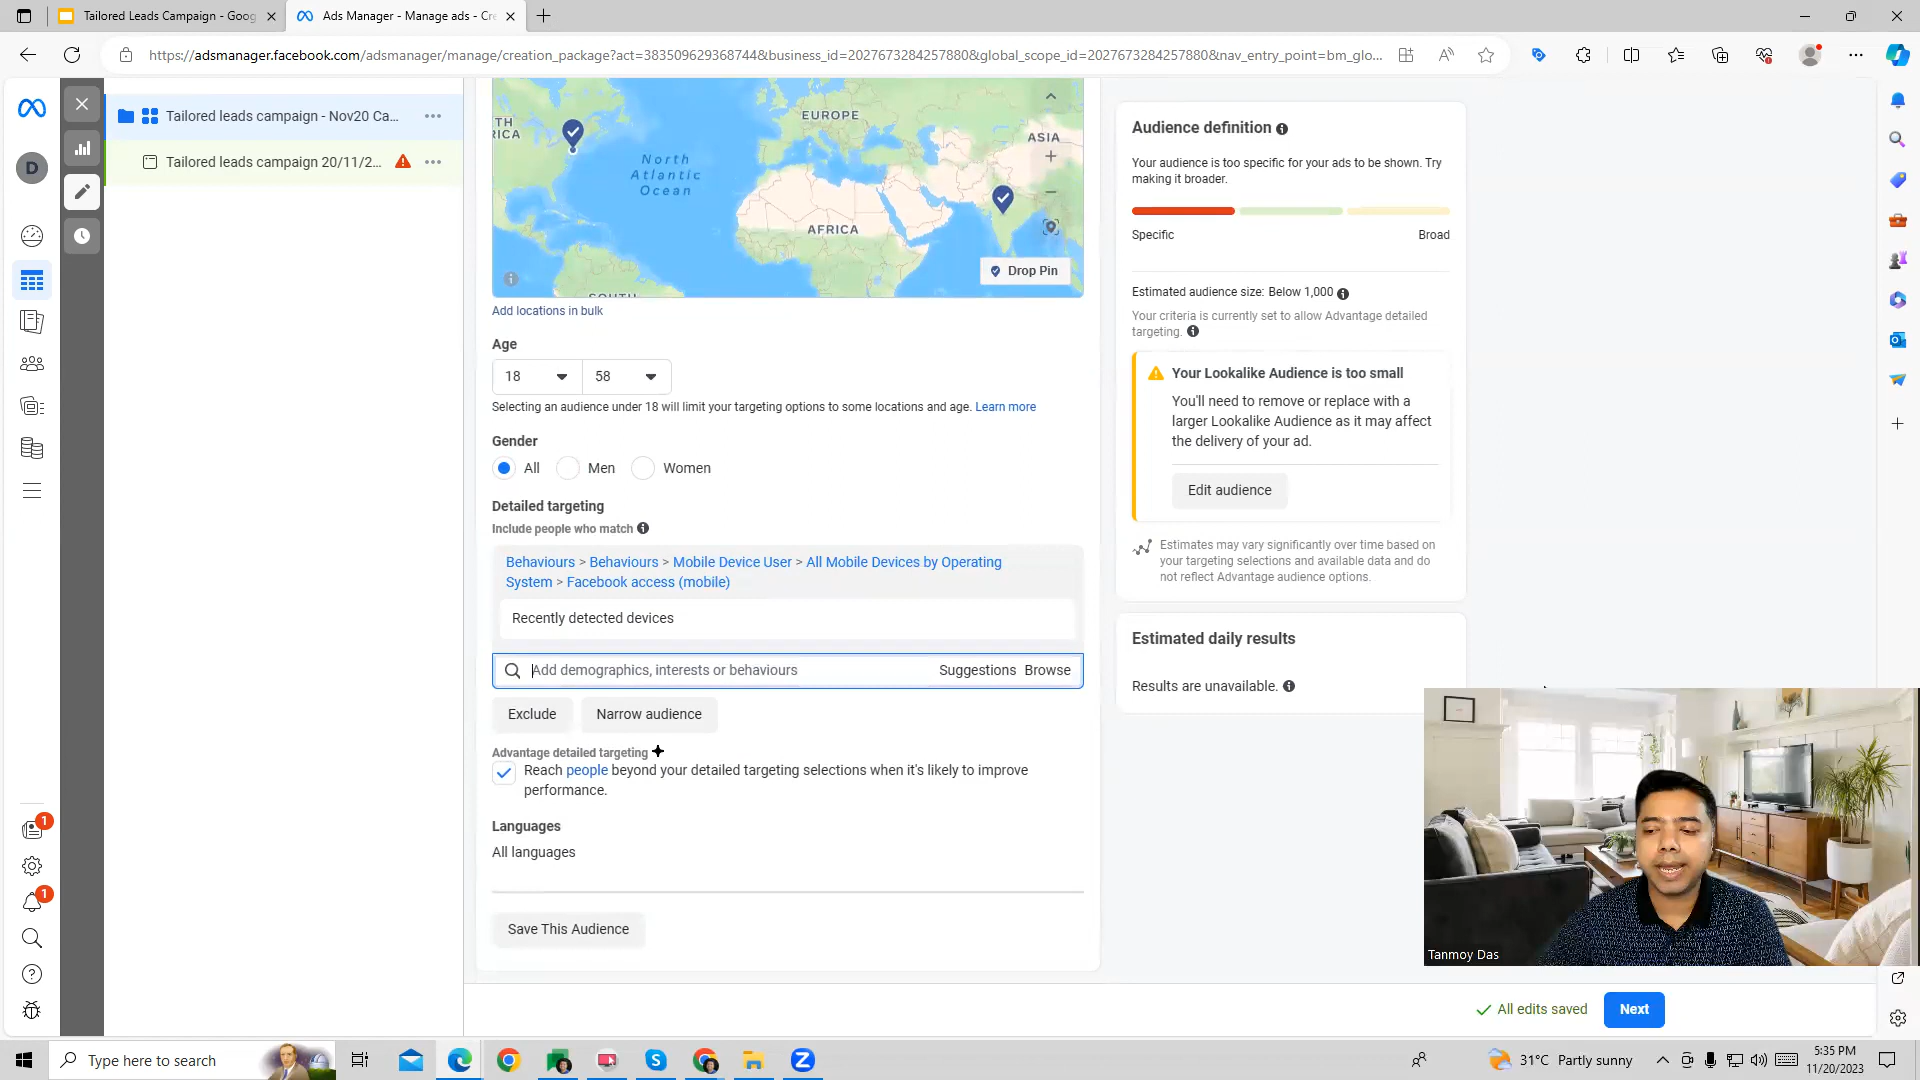 Tailored Leads Campaign - Goog
Ads Manager - Manage ads - Cre
https://adsmanager.facebook.com/adsmanager/manage/creation_package?act=383509629368744&business_id=2027673284257880&global_scope_id=2027673284257880&nav_entry_point=bm_glo...
D
Tailored leads campaign - Nov20 Ca...
Tailored leads campaign 20/11/2...
TH
RICA
EUROPE
ASIA
North
Atlantic
Ocean
AFRICA
SOUTH
Drop Pin
Add locations in bulk
Age
18
58
Selecting an audience under 18 will limit your targeting options to some locations and age. Learn more
Gender
All
Men
Women
Detailed targeting
Include people who match
Behaviours > Behaviours > Mobile Device User > All Mobile Devices by Operating
System > Facebook access (mobile)
Recently detected devices
Add demographics, interests or behaviours
Suggestions
Browse
Exclude
Narrow audience
Advantage detailed targeting
Reach people beyond your detailed targeting selections when it's likely to improve
performance.
Languages
All languages
Save This Audience
Audience definition
Your audience is too specific for your ads to be shown. Try
making it broader.
Specific
Broad
Estimated audience size: Below 1,000
Your criteria is currently set to allow Advantage detailed
targeting.
Your Lookalike Audience is too small
You'll need to remove or replace with a
larger Lookalike Audience as it may affect
the delivery of your ad.
Edit audience
Estimates may vary significantly over time based on
your targeting selections and available data and do
not reflect Advantage audience options.
Estimated daily results
Results are unavailable.
Tanmoy Das
1
1
All edits saved
Next
Type here to search
31°C Partly sunny
5:35 PM
11/20/2023